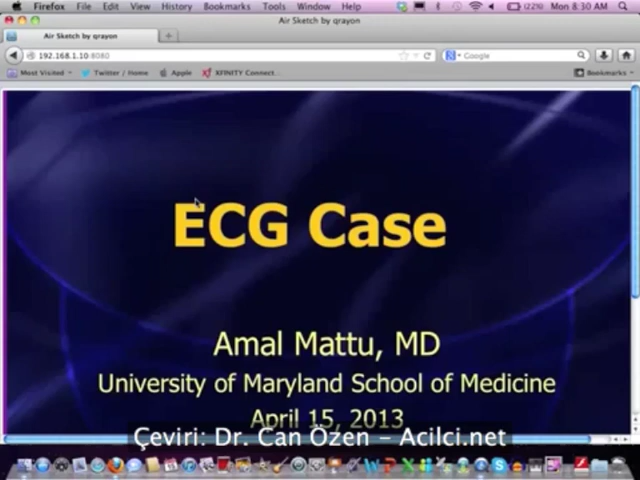 Firefox File Edit View History Bookmarks Tools Window Help (22%) Mon 8:30 AM
Air Sketch by qrayon
Air Sketch by qrayon
192.168.1.10:8080 Google
Most Visited Twitter / Home Apple XFINITY Connect... Bookmarks
ECG Case
Amal Mattu, MD
University of Maryland School of Medicine
April 15, 2013
Çeviri: Dr. Can Özen - Acilci.net